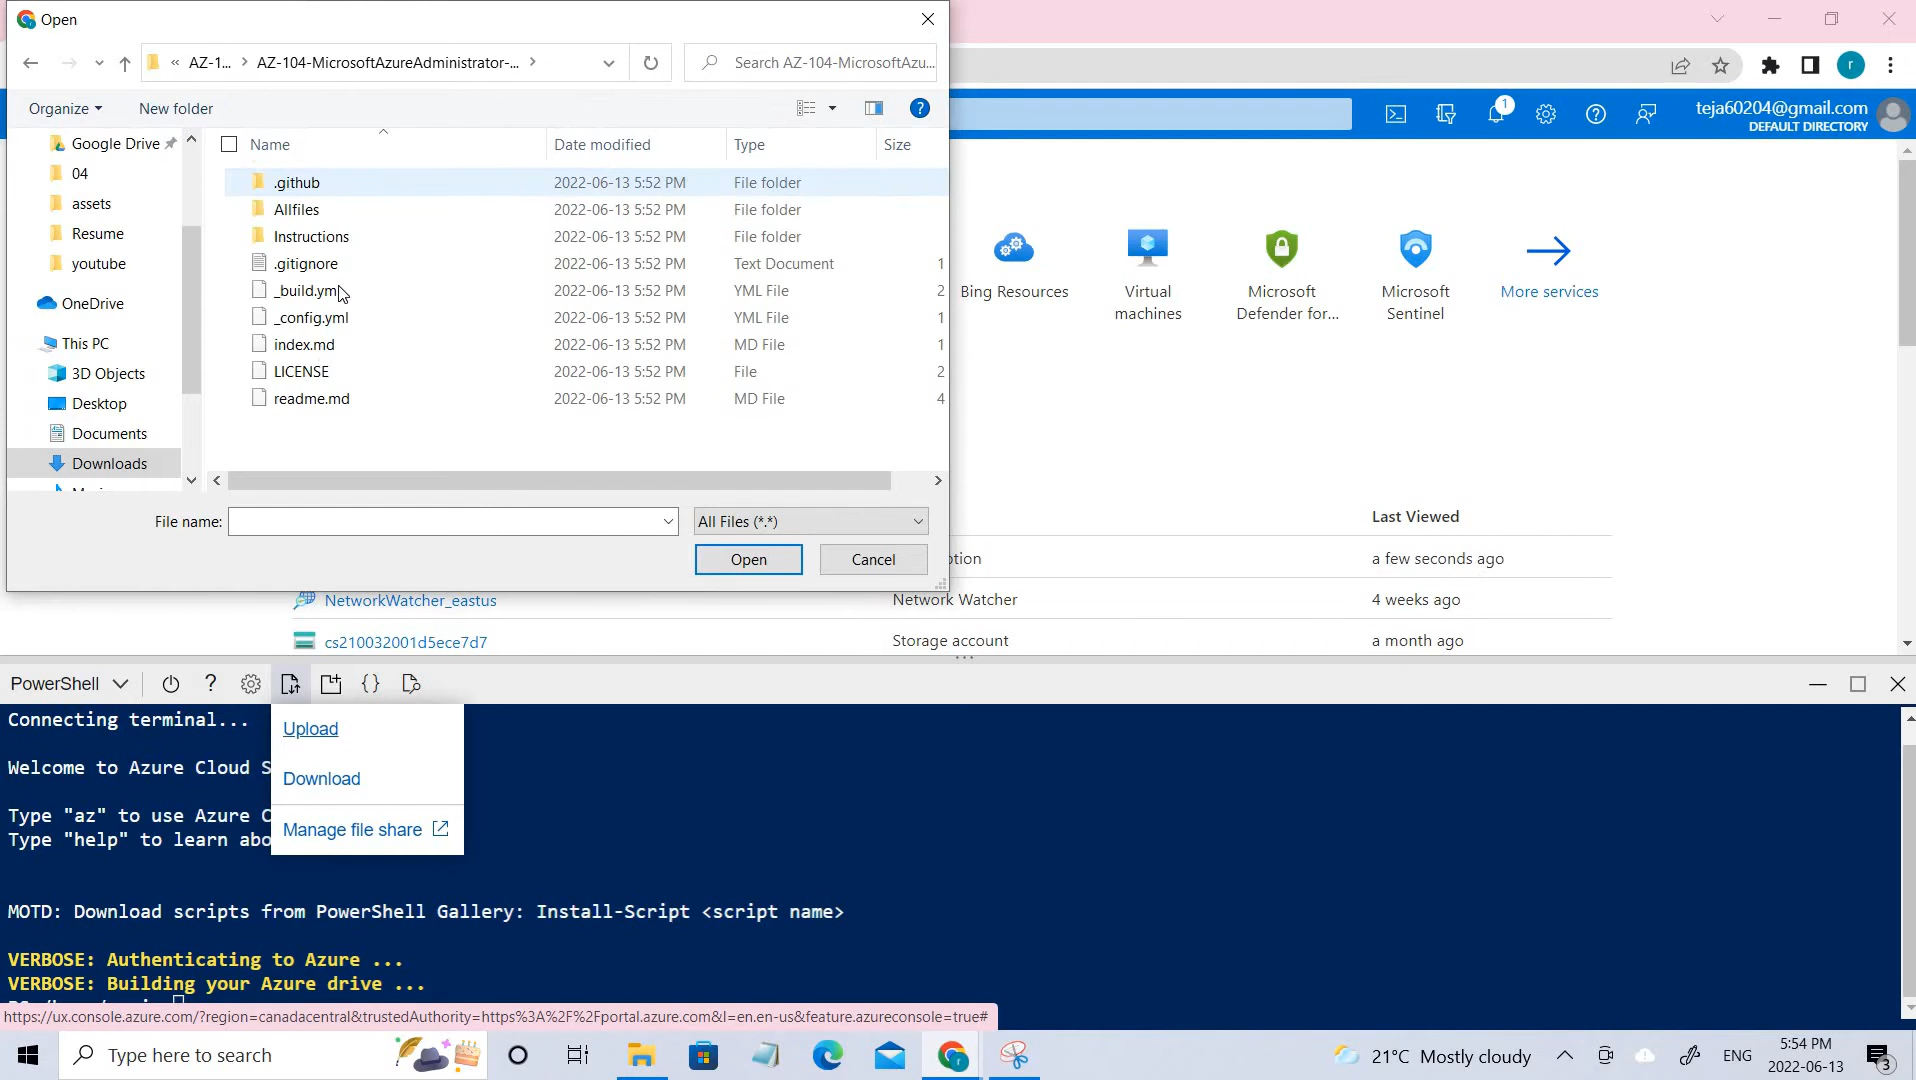 Open
« AZ-1... > AZ-104-MicrosoftAzureAdministrator-... >
Search AZ-104-MicrosoftAzu...
Organize
New folder
Name Date modified Type Size
Google Drive
04
assets
Resume
youtube
OneDrive
This PC
3D Objects
Desktop
Documents
Downloads
.github 2022-06-13 5:52 PM File folder
Allfiles 2022-06-13 5:52 PM File folder
Instructions 2022-06-13 5:52 PM File folder
.gitignore 2022-06-13 5:52 PM Text Document 1
_build.yml 2022-06-13 5:52 PM YML File 2
_config.yml 2022-06-13 5:52 PM YML File 1
index.md 2022-06-13 5:52 PM MD File 1
LICENSE 2022-06-13 5:52 PM File 2
readme.md 2022-06-13 5:52 PM MD File 4
File name:
All Files (*.*)
Open
Cancel
r
1
teja60204@gmail.com
DEFAULT DIRECTORY
Bing Resources
Virtual
machines
Microsoft
Defender for...
Microsoft
Sentinel
More services
Last Viewed
a few seconds ago
NetworkWatcher_eastus Network Watcher 4 weeks ago
cs210032001d5ece7d7 Storage account a month ago
PowerShell
Upload
Download
Manage file share
Connecting terminal...
Welcome to Azure Cloud S
Type "az" to use Azure C
Type "help" to learn abo
MOTD: Download scripts from PowerShell Gallery: Install-Script <script name>
VERBOSE: Authenticating to Azure ...
VERBOSE: Building your Azure drive ...
https://ux.console.azure.com/?region=canadacentral&trustedAuthority=https%3A%2F%2Fportal.azure.com&l=en.en-us&feature.azureconsole=true#
Type here to search
21°C Mostly cloudy
ENG
5:54 PM
2022-06-13
3